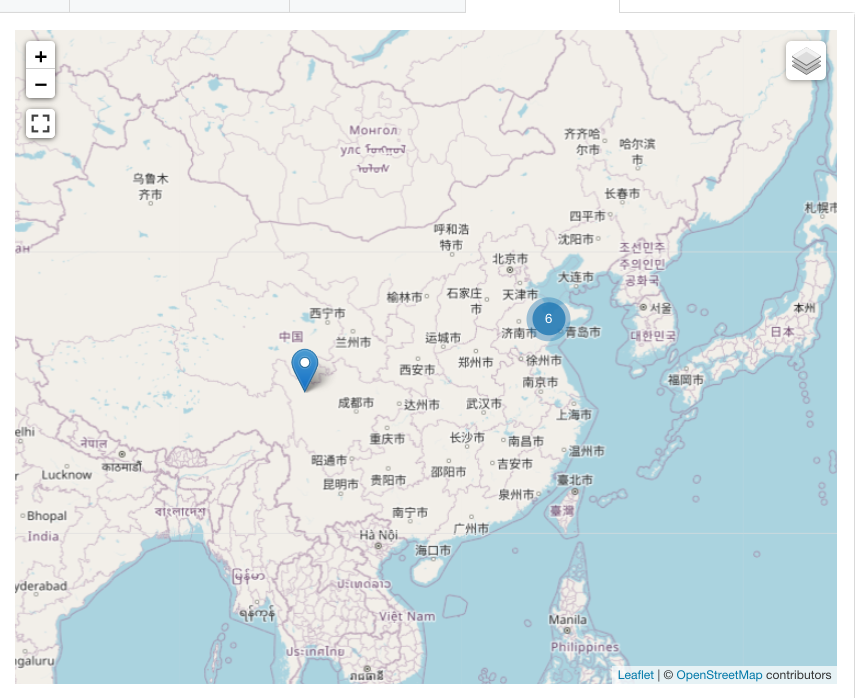 +
−
Монгол
улс
齐齐哈
尔市
哈尔滨
市
乌鲁木
齐市
长春市
札幌市
四平市
呼和浩
特市
沈阳市
조선민주
주의인민
공화국
北京市
大连市
石家庄
市
天津市
榆林市
本州
서울
西宁市
6
日本
济南市
青岛市
대한민국
中国
兰州市
运城市
郑州市
徐州市
西安市
福岡市
南京市
成都市
达州市
武汉市
上海市
elhi
नेपाल
काठमाडौँ
重庆市
长沙市
南昌市
温州市
Lucknow
昭通市
吉安市
邵阳市
昆明市
贵阳市
臺北市
泉州市
বাংলাদেশ
臺灣
Bhopal
南宁市
广州市
India
Hà Nội
海口市
yderabad
မြန်မာ
ປະເທດລາວ
ရန်ကုန်
Việt Nam
Manila
ประเทศไทย
Philippines
ngaluru
ភ្នំពេញ
Leaflet | © OpenStreetMap contributors